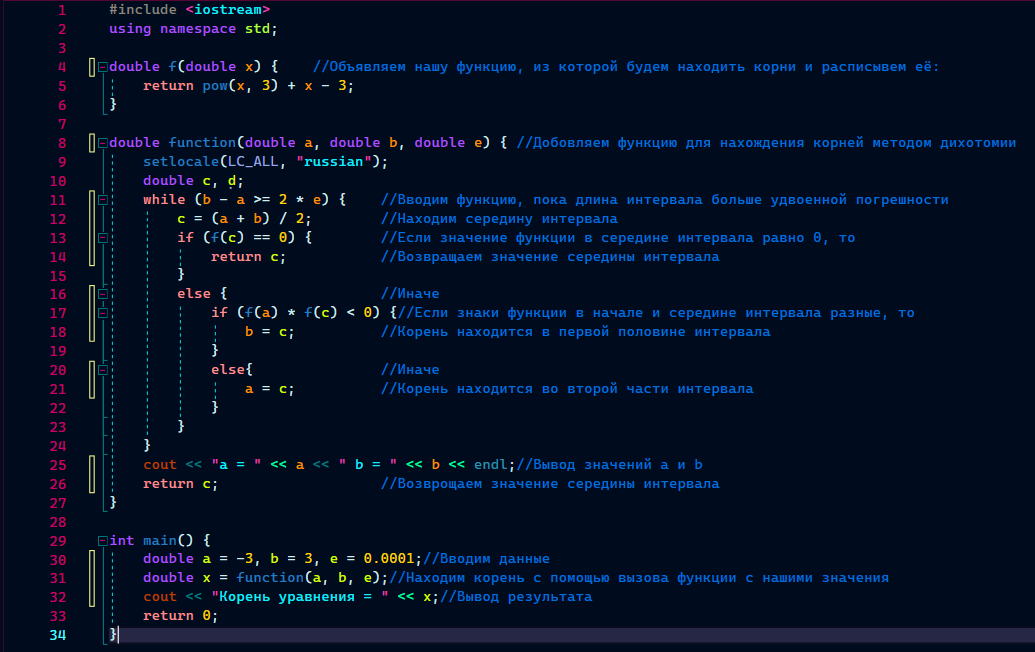 1 #include <iostream>
2 using namespace std;
3
4 double f(double x) { //Объявляем нашу функцию, из которой будем находить корни и расписывем её:
5 return pow(x, 3) + x - 3;
6 }
7
8 double function(double a, double b, double e) { //Добовляем функцию для нахождения корней методом дихотомии
9 setlocale(LC_ALL, "russian");
10 double c, d;
11 while (b - a >= 2 * e) { //Вводим функцию, пока длина интервала больше удвоенной погрешности
12 c = (a + b) / 2; //Находим середину интервала
13 if (f(c) == 0) { //Если значение функции в середине интервала равно 0, то
14 return c; //Возвращаем значение середины интервала
15 }
16 else { //Иначе
17 if (f(a) * f(c) < 0) {//Если знаки функции в начале и середине интервала разные, то
18 b = c; //Корень находится в первой половине интервала
19 }
20 else{ //Иначе
21 a = c; //Корень находится во второй части интервала
22 }
23 }
24 }
25 cout << "a = " << a << " b = " << b << endl;//Вывод значений a и b
26 return c; //Возврощаем значение середины интервала
27 }
28
29 int main() {
30 double a = -3, b = 3, e = 0.0001;//Вводим данные
31 double x = function(a, b, e);//Находим корень с помощью вызова функции с нашими значения
32 cout << "Корень уравнения = " << x;//Вывод результата
33 return 0;
34 }